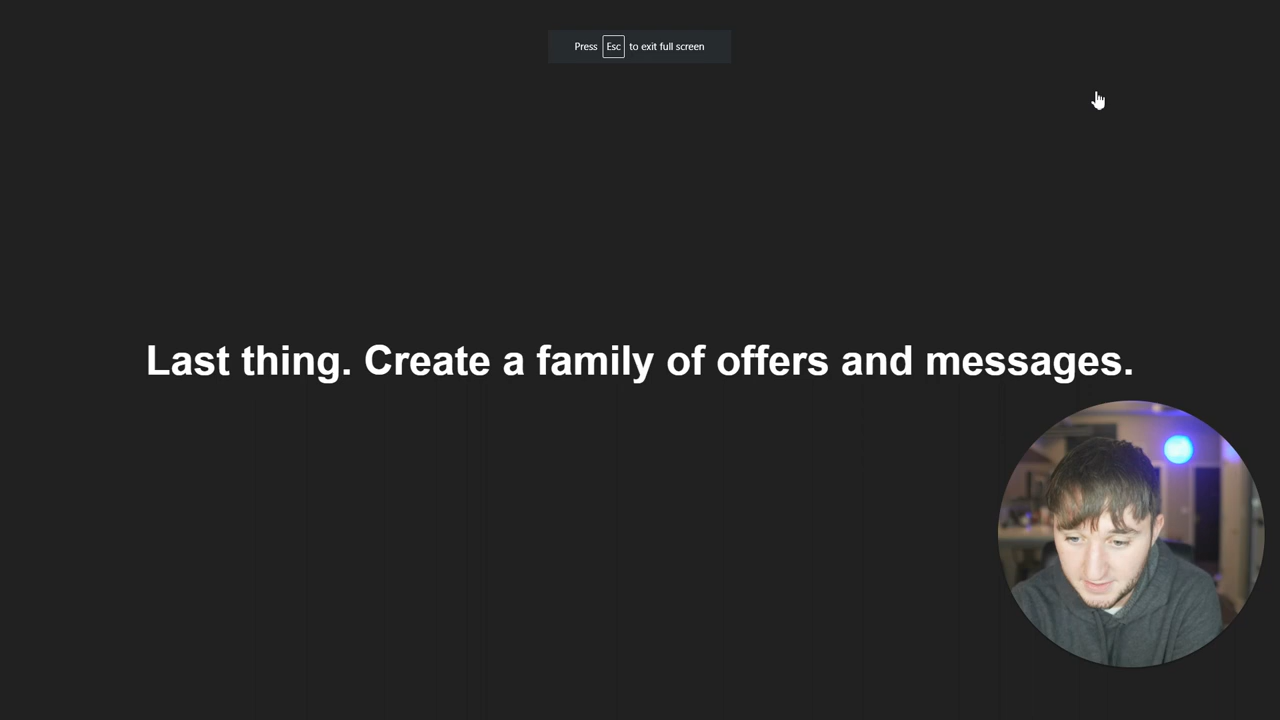 Press Esc to exit full screen
Last thing. Create a family of offers and messages.